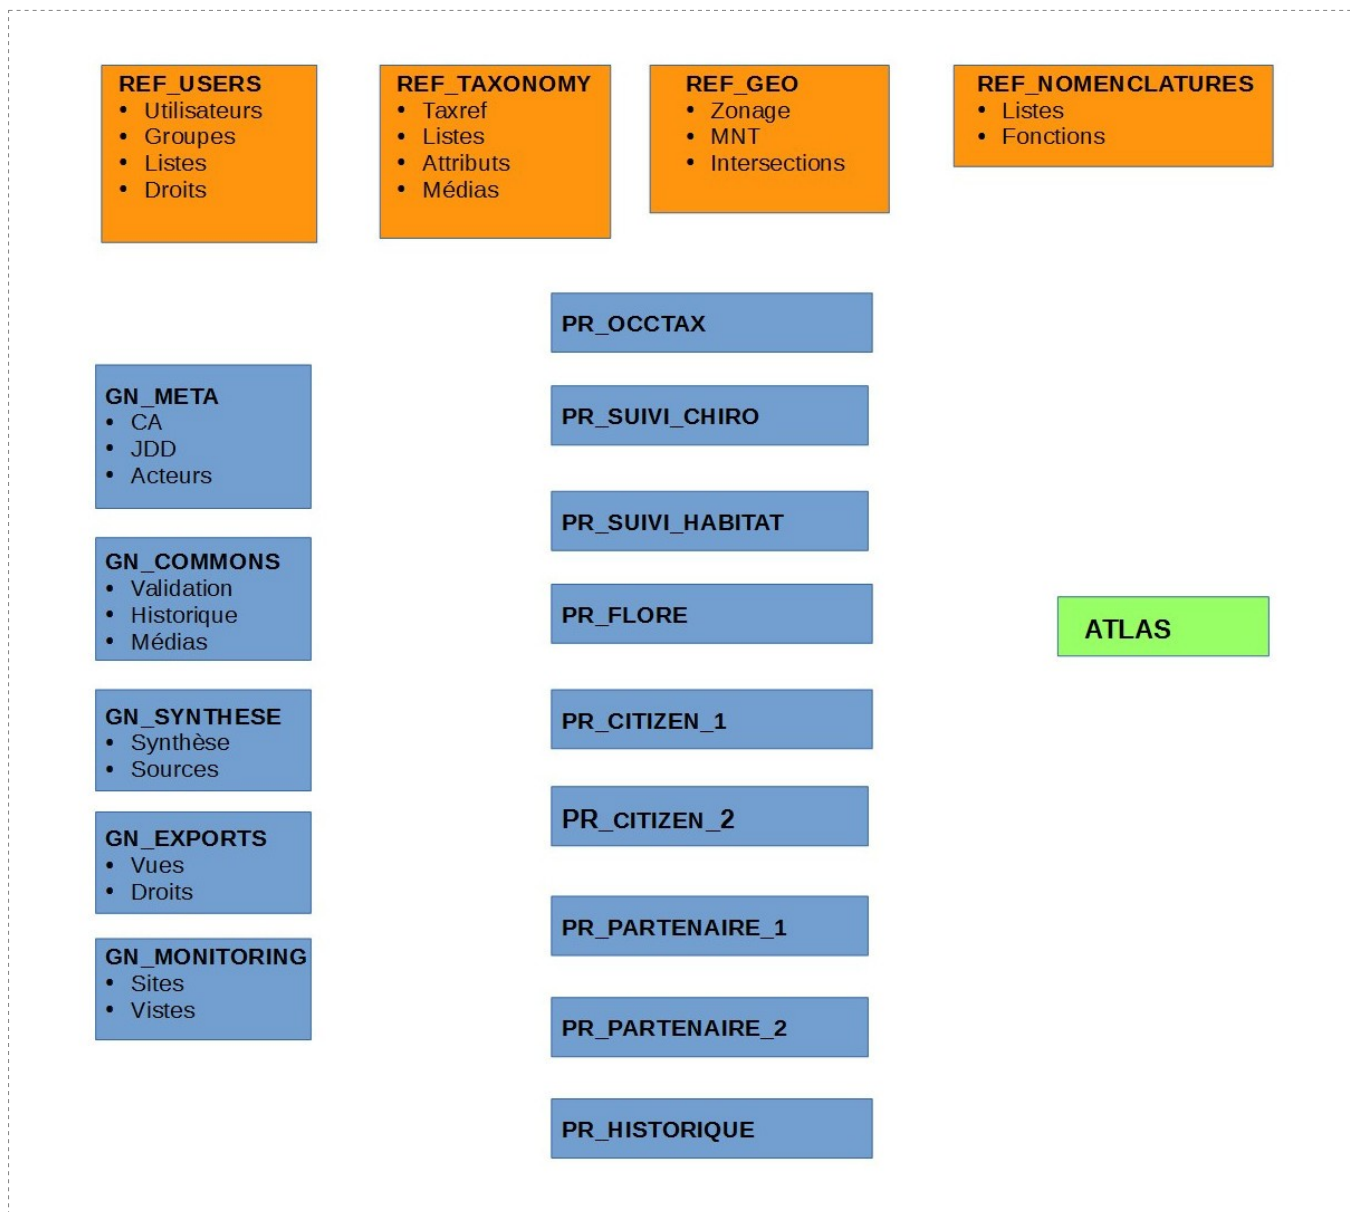 REF_USERS
• Utilisateurs
• Groupes
• Listes
• Droits
REF_TAXONOMY
• Taxref
• Listes
• Attributs
• Médias
REF_GEO
• Zonage
• MNT
• Intersections
REF_NOMENCLATURES
• Listes
• Fonctions
GN_META
• CA
• JDD
• Acteurs
GN_COMMONS
• Validation
• Historique
• Médias
GN_SYNTHESE
• Synthèse
• Sources
GN_EXPORTS
• Vues
• Droits
GN_MONITORING
• Sites
• Vistes
PR_OCCTAX
PR_SUIVI_CHIRO
PR_SUIVI_HABITAT
PR_FLORE
PR_CITIZEN_1
PR_CITIZEN_2
PR_PARTENAIRE_1
PR_PARTENAIRE_2
PR_HISTORIQUE
ATLAS